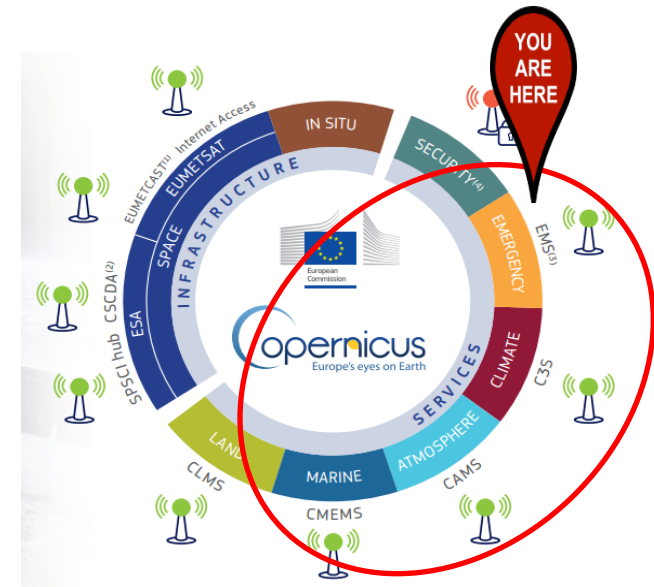 YOU
ARE
HERE
IN SITU
SECURITY(4)
EUMETCAST(1) Internet Access
EUMETSAT
INFRASTRUCTURE
SPACE
EMERGENCY
EMS(3)
European
Commission
SPSCI hub CSCDA(2)
ESA
opernicus
Europe's eyes on Earth
SERVICES
CLIMATE
C3S
LAND
CLMS
MARINE
CMEMS
ATMOSPHERE
CAMS